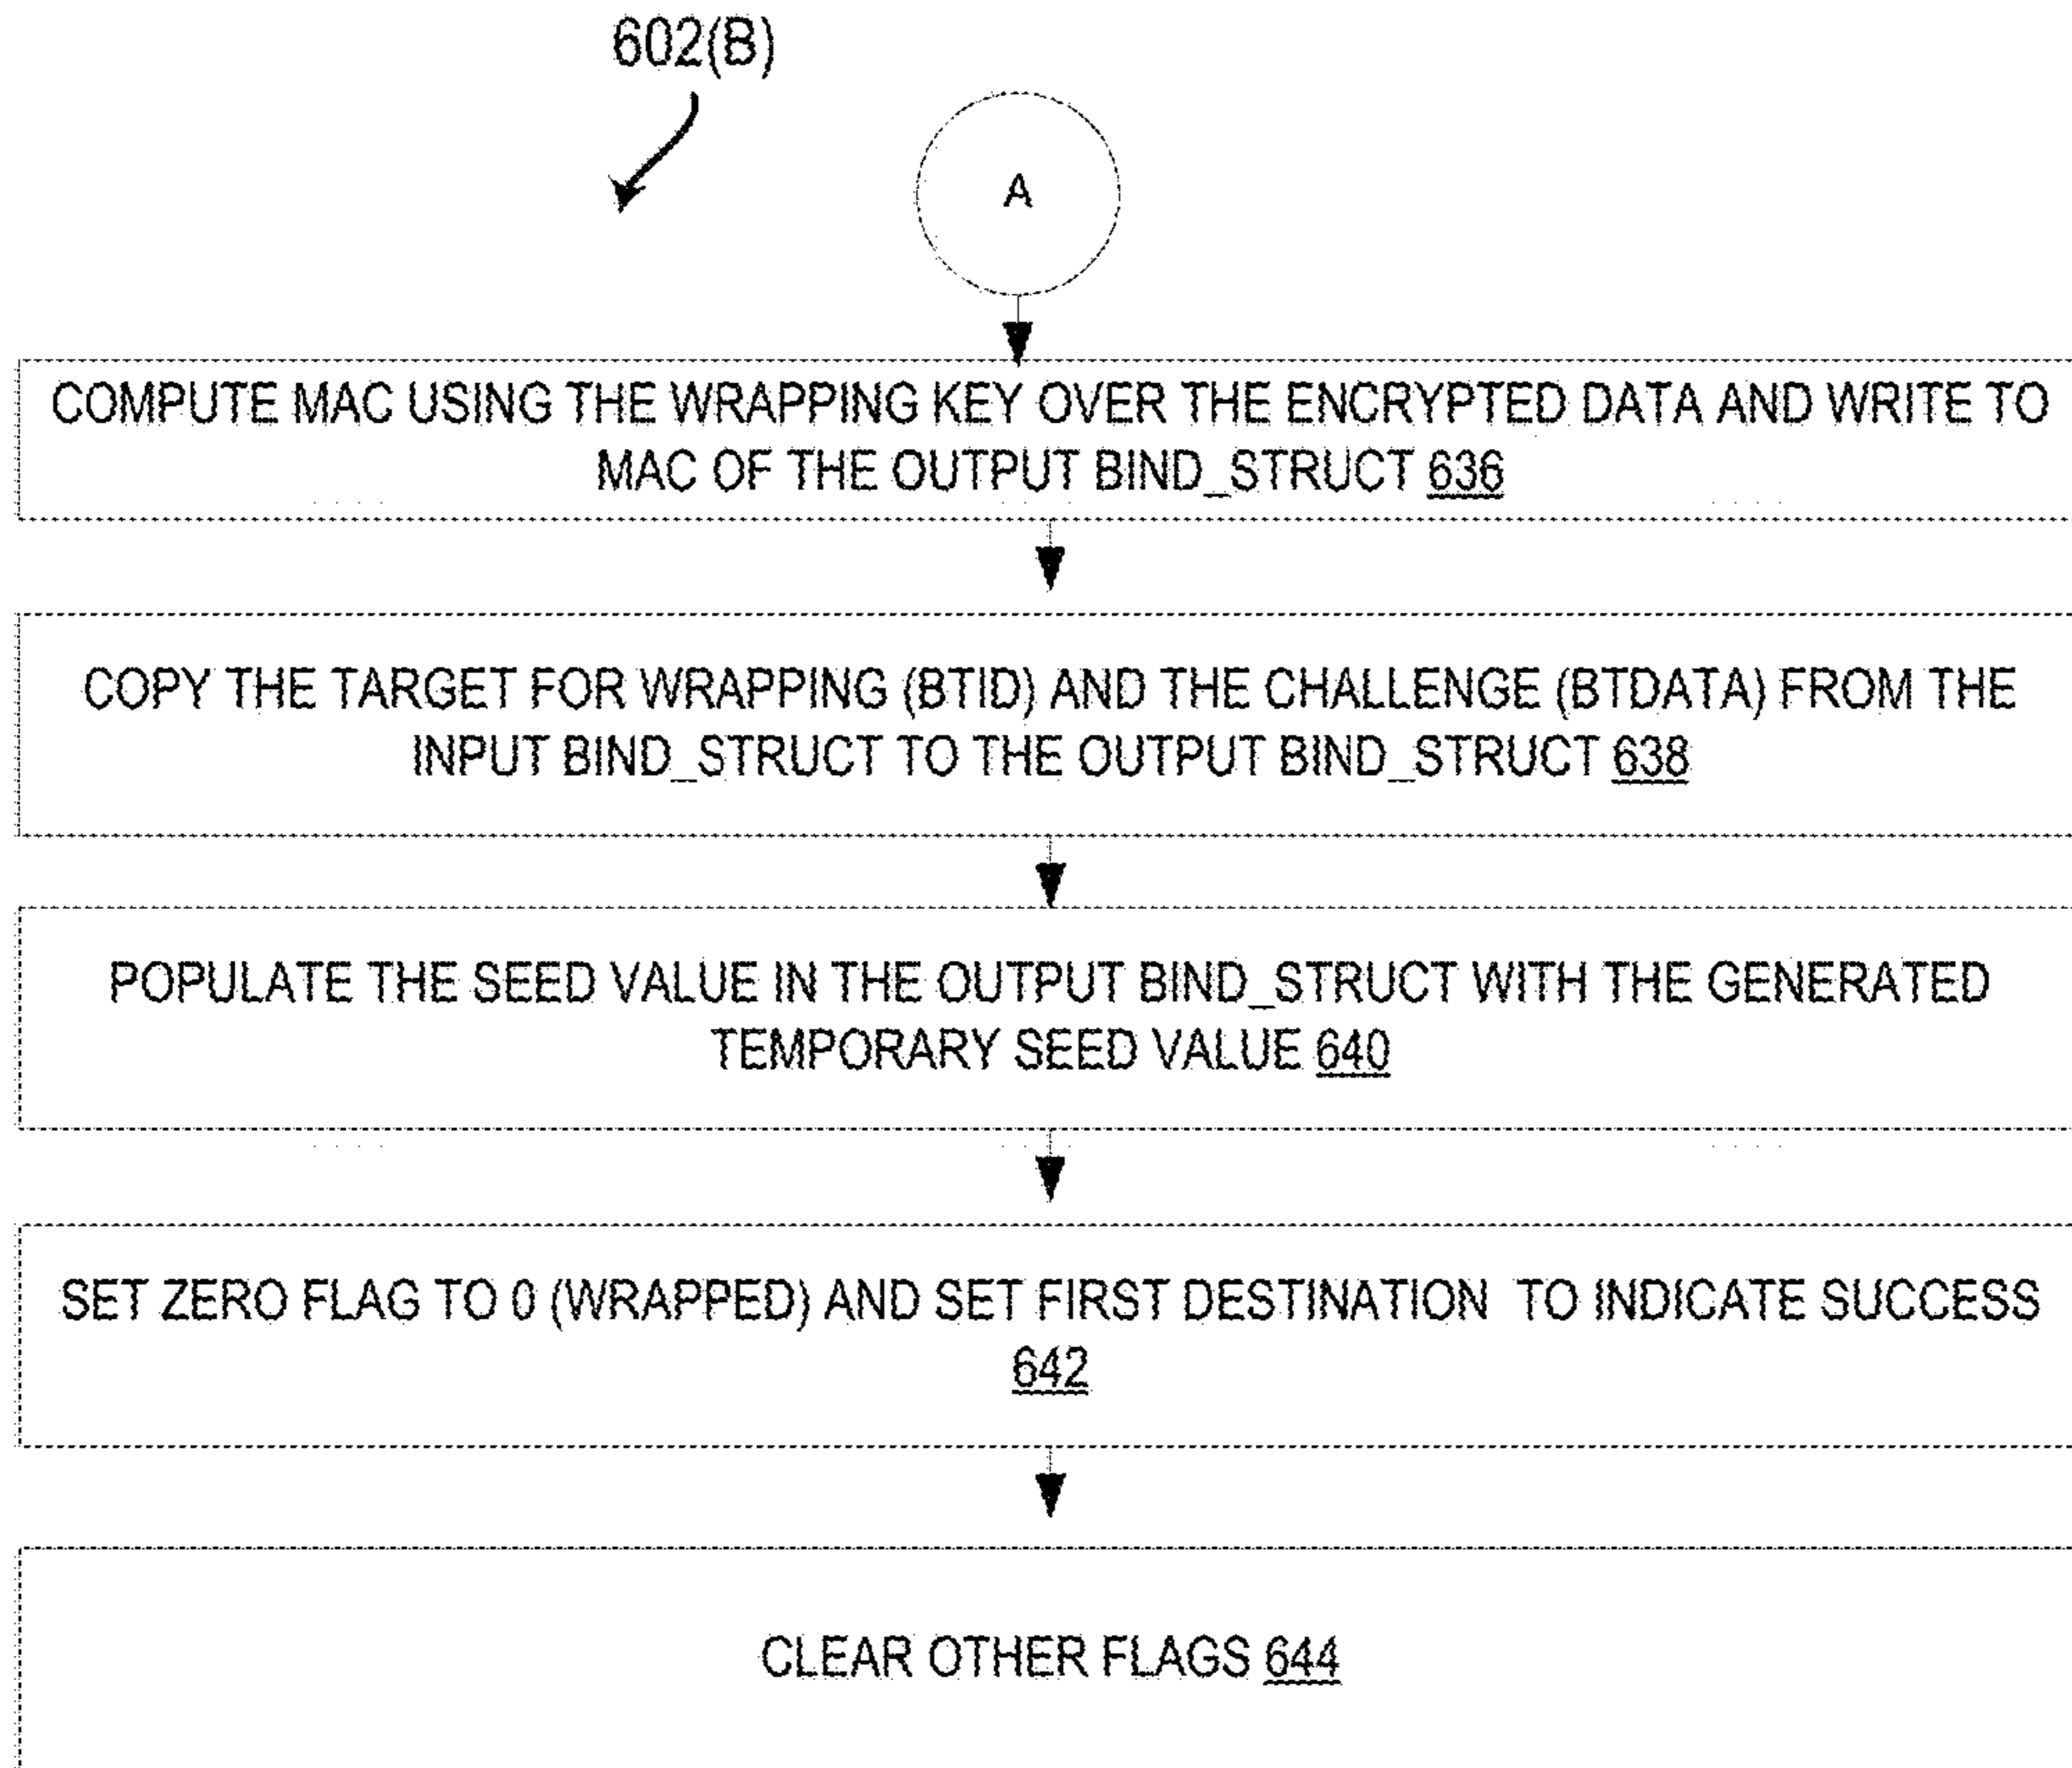 602(B)
A
COMPUTE MAC USING THE WRAPPING KEY OVER THE ENCRYPTED DATA AND WRITE TO
MAC OF THE OUTPUT BIND_STRUCT 636
COPY THE TARGET FOR WRAPPING (BTID) AND THE CHALLENGE (BTDATA) FROM THE
INPUT BIND_STRUCT TO THE OUTPUT BIND_STRUCT 638
POPULATE THE SEED VALUE IN THE OUTPUT BIND_STRUCT WITH THE GENERATED
TEMPORARY SEED VALUE 640
SET ZERO FLAG TO 0 (WRAPPED) AND SET FIRST DESTINATION TO INDICATE SUCCESS
642
CLEAR OTHER FLAGS 644